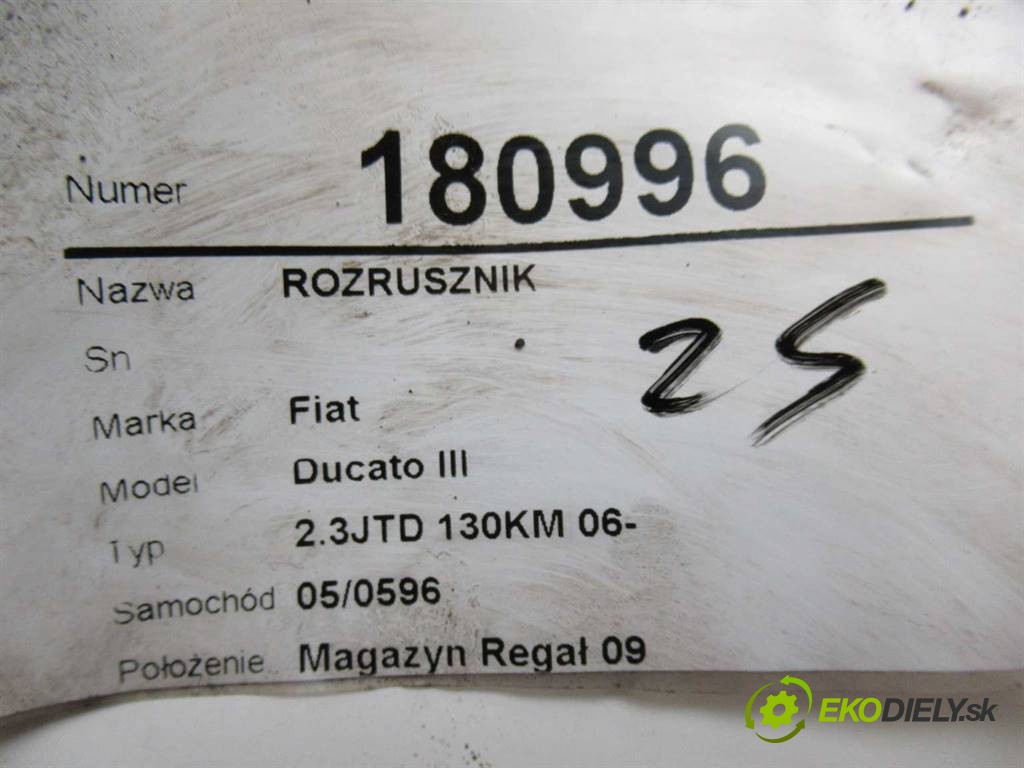 Numer 180996
Nazwa ROZRUSZNIK
Sn
25
Marka Fiat
Model Ducato III
Typ 2.3JTD 130KM 06-
Samochód 05/0596
Położenie Magazyn Regał 09
EKODIELY.sk